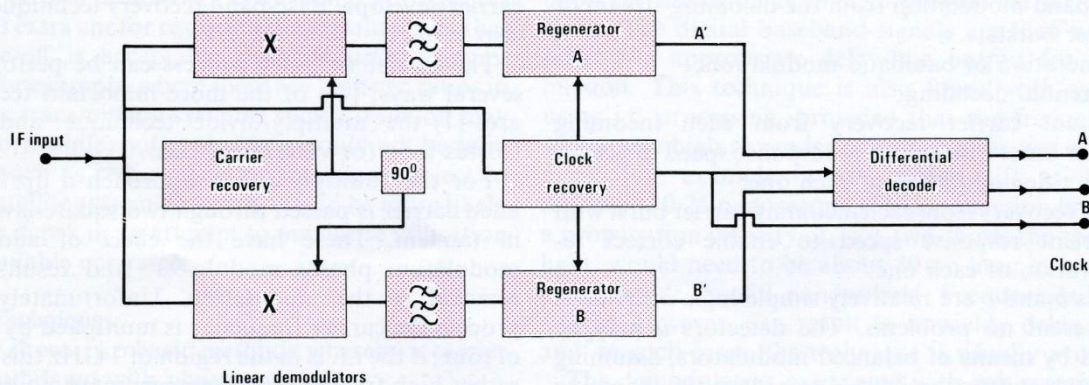 X
Regenerator
A
A'
IF input
Carrier
recovery
90°
Clock
recovery
Differential
decoder
A
B
Clock
X
Regenerator
B
B'
Linear demodulators